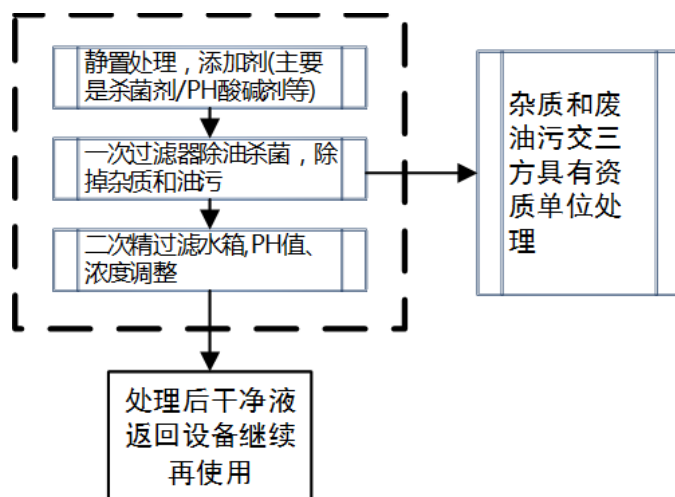 静置处理，添加剂(主要
是杀菌剂/PH酸碱剂等)
一次过滤器除油杀菌，除
掉杂质和油污
二次精过滤水箱,PH值、
浓度调整
杂质和废
油污交三
方具有资
质单位处
理
处理后干净液
返回设备继续
再使用